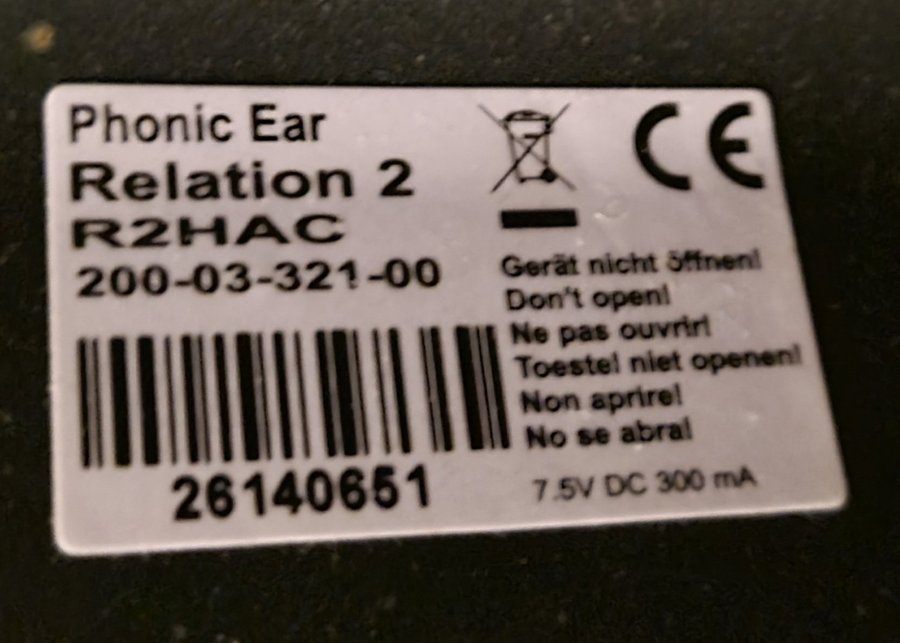 Phonic Ear
Relation 2
R2HAC
200-03-321-00
CE
Gerät nicht öffnen!
Don't open!
Ne pas ouvrir!
Toestel niet openen!
Non aprire!
No se abra!
26140651
7.5V DC 300 mA